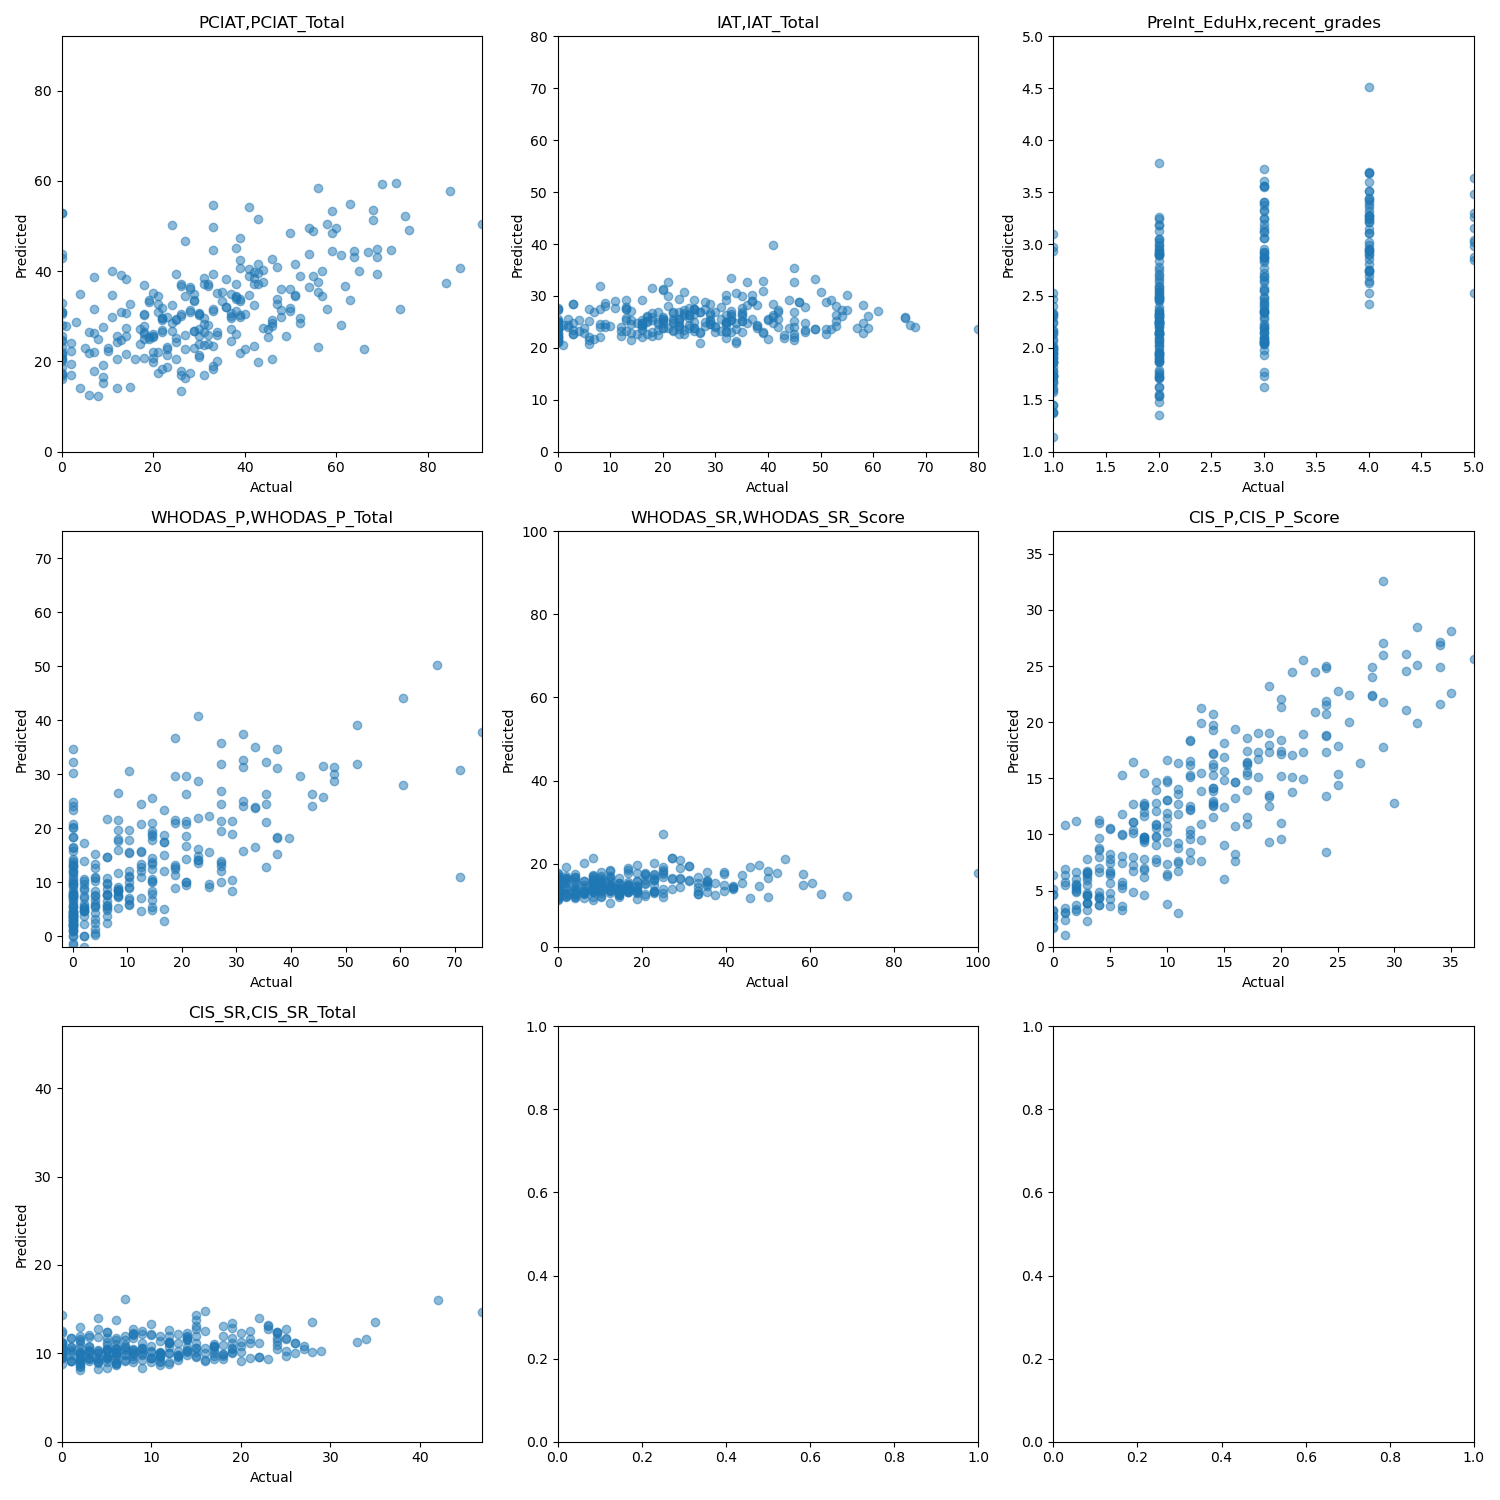 PCIAT,PCIAT_Total
IAT,IAT_Total
PreInt_EduHx,recent_grades
80
60
40
20
0
Predicted
0 20 40 60 80
Actual
80
70
60
50
40
30
20
10
0
Predicted
0 10 20 30 40 50 60 70 80
Actual
5.0
4.5
4.0
3.5
3.0
2.5
2.0
1.5
1.0
Predicted
1.0 1.5 2.0 2.5 3.0 3.5 4.0 4.5 5.0
Actual
WHODAS_P,WHODAS_P_Total
WHODAS_SR,WHODAS_SR_Score
CIS_P,CIS_P_Score
70
60
50
40
30
20
10
0
Predicted
0 10 20 30 40 50 60 70
Actual
100
80
60
40
20
0
Predicted
0 20 40 60 80 100
Actual
35
30
25
20
15
10
5
0
Predicted
0 5 10 15 20 25 30 35
Actual
CIS_SR,CIS_SR_Total
40
30
20
10
0
Predicted
0 10 20 30 40
Actual
1.0
0.8
0.6
0.4
0.2
0.0
0.0 0.2 0.4 0.6 0.8 1.0
1.0
0.8
0.6
0.4
0.2
0.0
0.0 0.2 0.4 0.6 0.8 1.0